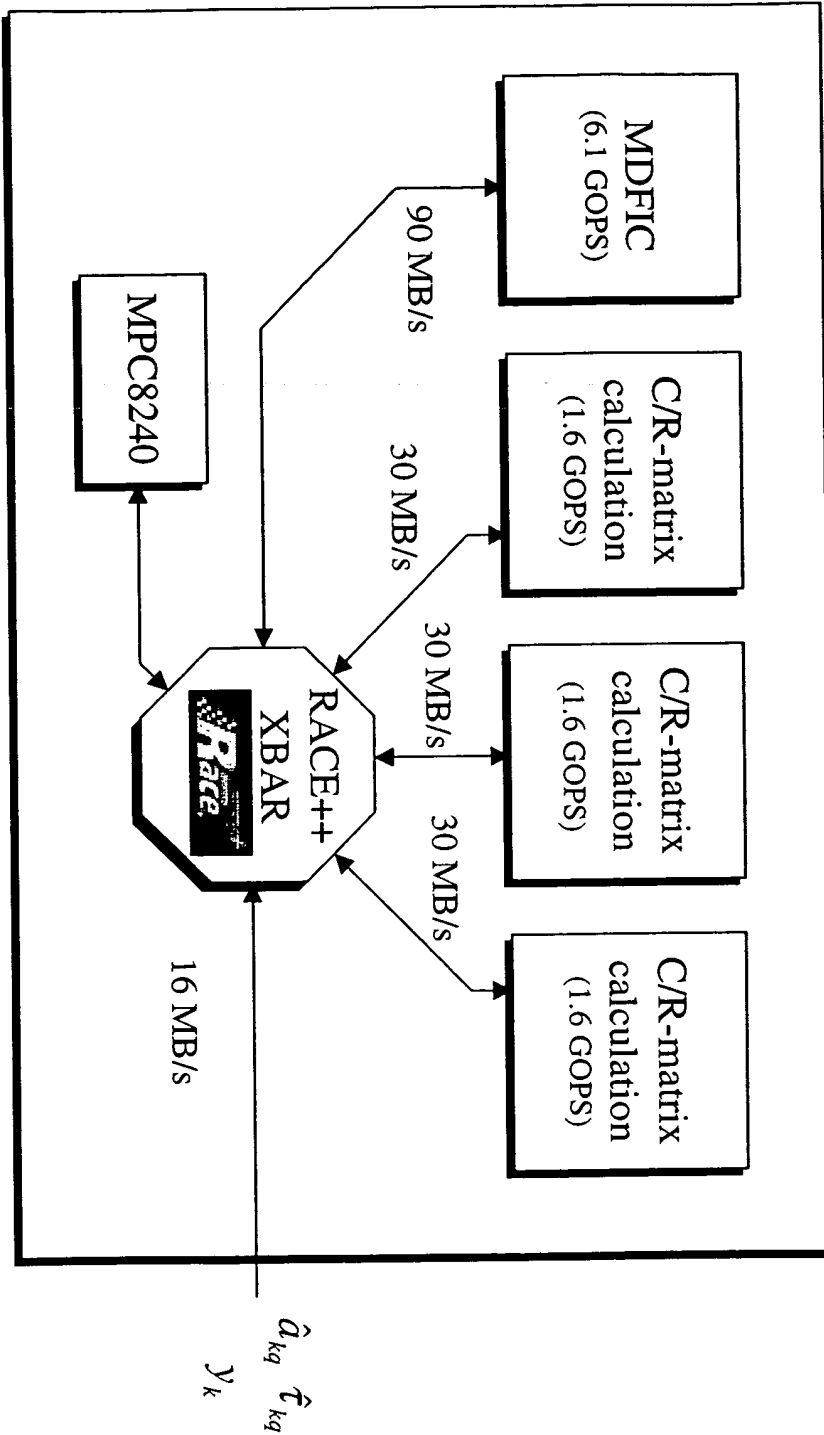 MDFIC
(6.1 GOPS)
C/R-matrix
calculation
(1.6 GOPS)
C/R-matrix
calculation
(1.6 GOPS)
C/R-matrix
calculation
(1.6 GOPS)
90 MB/s
30 MB/s
30 MB/s
30 MB/s
MPC8240
RACE++
XBAR
Race
16 MB/s
â_kq τ̂_kq
y_k